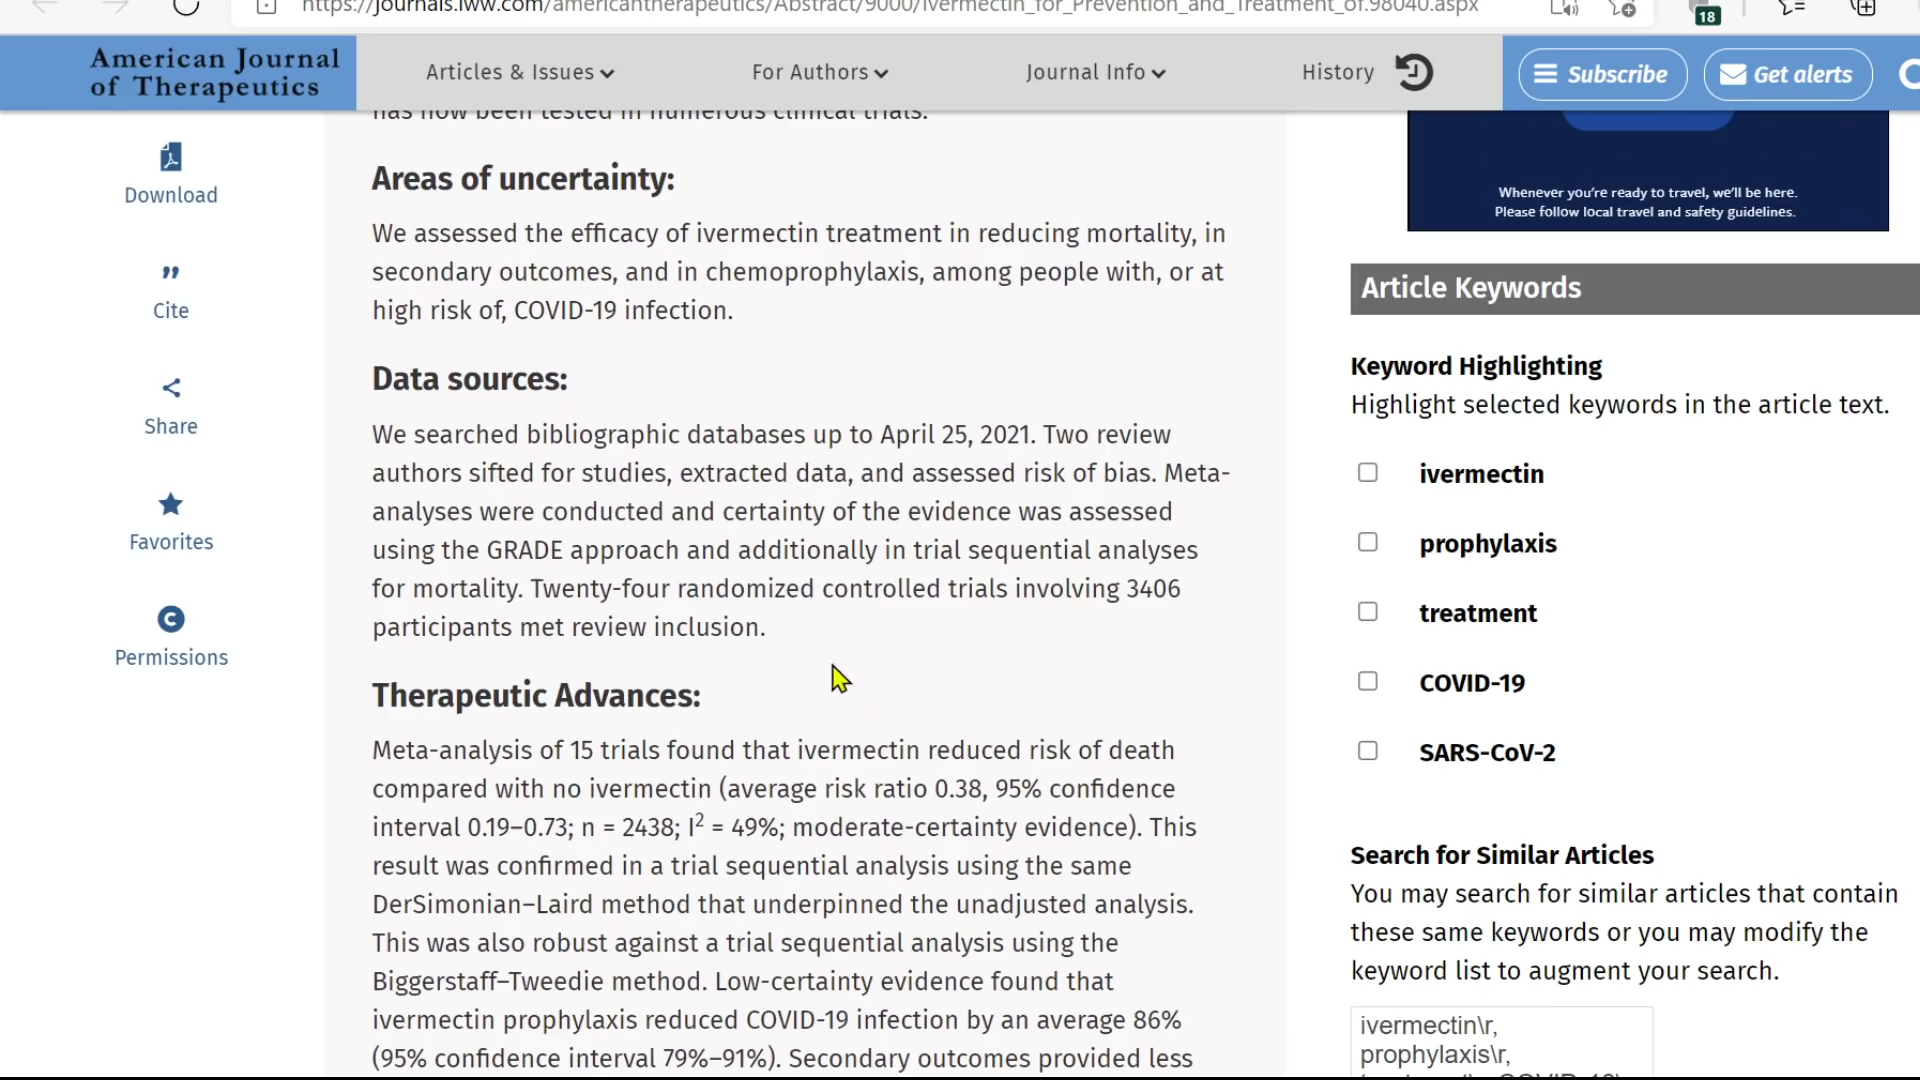 https://journals.lww.com/americantherapeutics/Abstract/9000/Ivermectin_for_Prevention_and_Treatment_of.98040.aspx
18
American Journal
of Therapeutics
Articles & Issues
For Authors
Journal Info
History
Subscribe
Get alerts
Download
Cite
Share
Favorites
Permissions
has now been tested in numerous clinical trials.
Areas of uncertainty:
We assessed the efficacy of ivermectin treatment in reducing mortality, in
secondary outcomes, and in chemoprophylaxis, among people with, or at
high risk of, COVID-19 infection.
Data sources:
We searched bibliographic databases up to April 25, 2021. Two review
authors sifted for studies, extracted data, and assessed risk of bias. Meta-
analyses were conducted and certainty of the evidence was assessed
using the GRADE approach and additionally in trial sequential analyses
for mortality. Twenty-four randomized controlled trials involving 3406
participants met review inclusion.
Therapeutic Advances:
Meta-analysis of 15 trials found that ivermectin reduced risk of death
compared with no ivermectin (average risk ratio 0.38, 95% confidence
interval 0.19–0.73; n = 2438; I² = 49%; moderate-certainty evidence). This
result was confirmed in a trial sequential analysis using the same
DerSimonian–Laird method that underpinned the unadjusted analysis.
This was also robust against a trial sequential analysis using the
Biggerstaff–Tweedie method. Low-certainty evidence found that
ivermectin prophylaxis reduced COVID-19 infection by an average 86%
(95% confidence interval 79%–91%). Secondary outcomes provided less
Whenever you're ready to travel, we'll be here.
Please follow local travel and safety guidelines.
Article Keywords
Keyword Highlighting
Highlight selected keywords in the article text.
ivermectin
prophylaxis
treatment
COVID-19
SARS-CoV-2
Search for Similar Articles
You may search for similar articles that contain
these same keywords or you may modify the
keyword list to augment your search.
ivermectin\r,
prophylaxis\r,